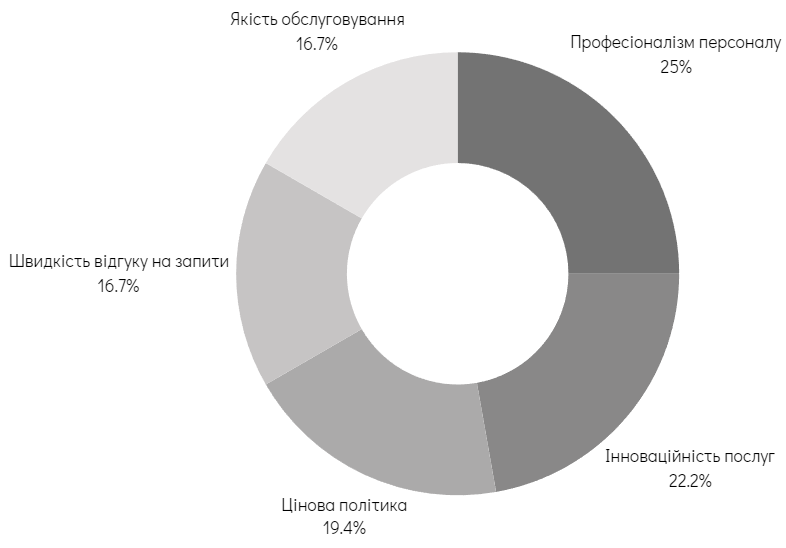 Якість обслуговування
16.7%
Професіоналізм персоналу
25%
Швидкість відгуку на запити
16.7%
Інноваційність послуг
22.2%
Цінова політика
19.4%